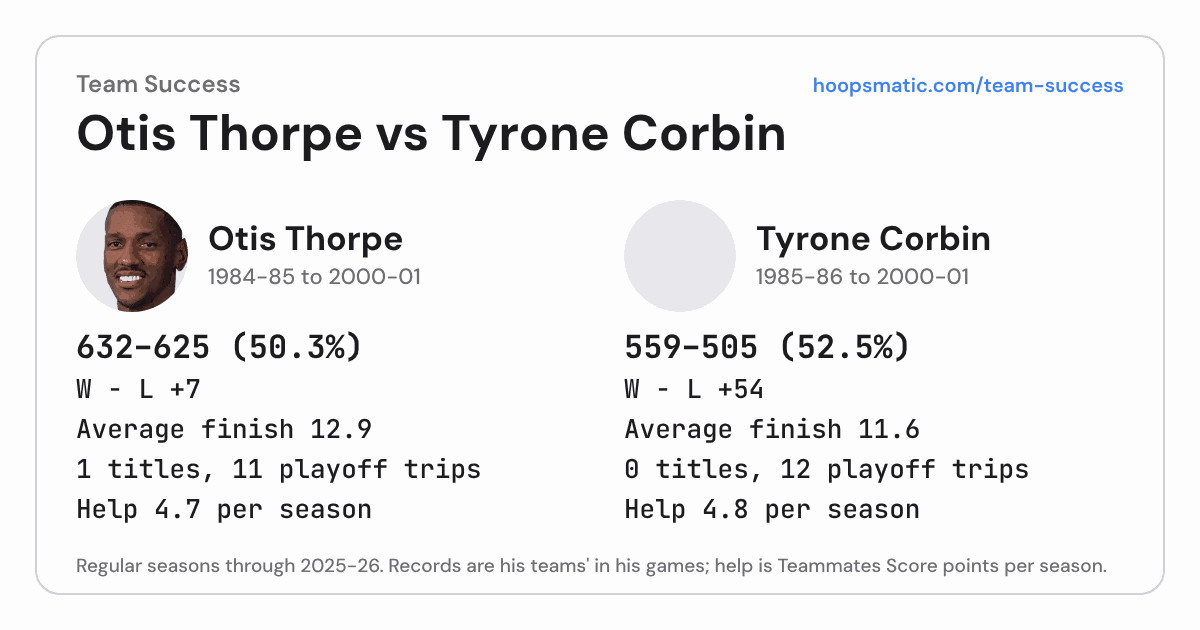 Team Success
hoopsmatic.com/team-success
Otis Thorpe vs Tyrone Corbin
Otis Thorpe
1984-85 to 2000-01
632-625 (50.3%)
W - L +7
Average finish 12.9
1 titles, 11 playoff trips
Help 4.7 per season
Tyrone Corbin
1985-86 to 2000-01
559-505 (52.5%)
W - L +54
Average finish 11.6
0 titles, 12 playoff trips
Help 4.8 per season
Regular seasons through 2025-26. Records are his teams' in his games; help is Teammates Score points per season.